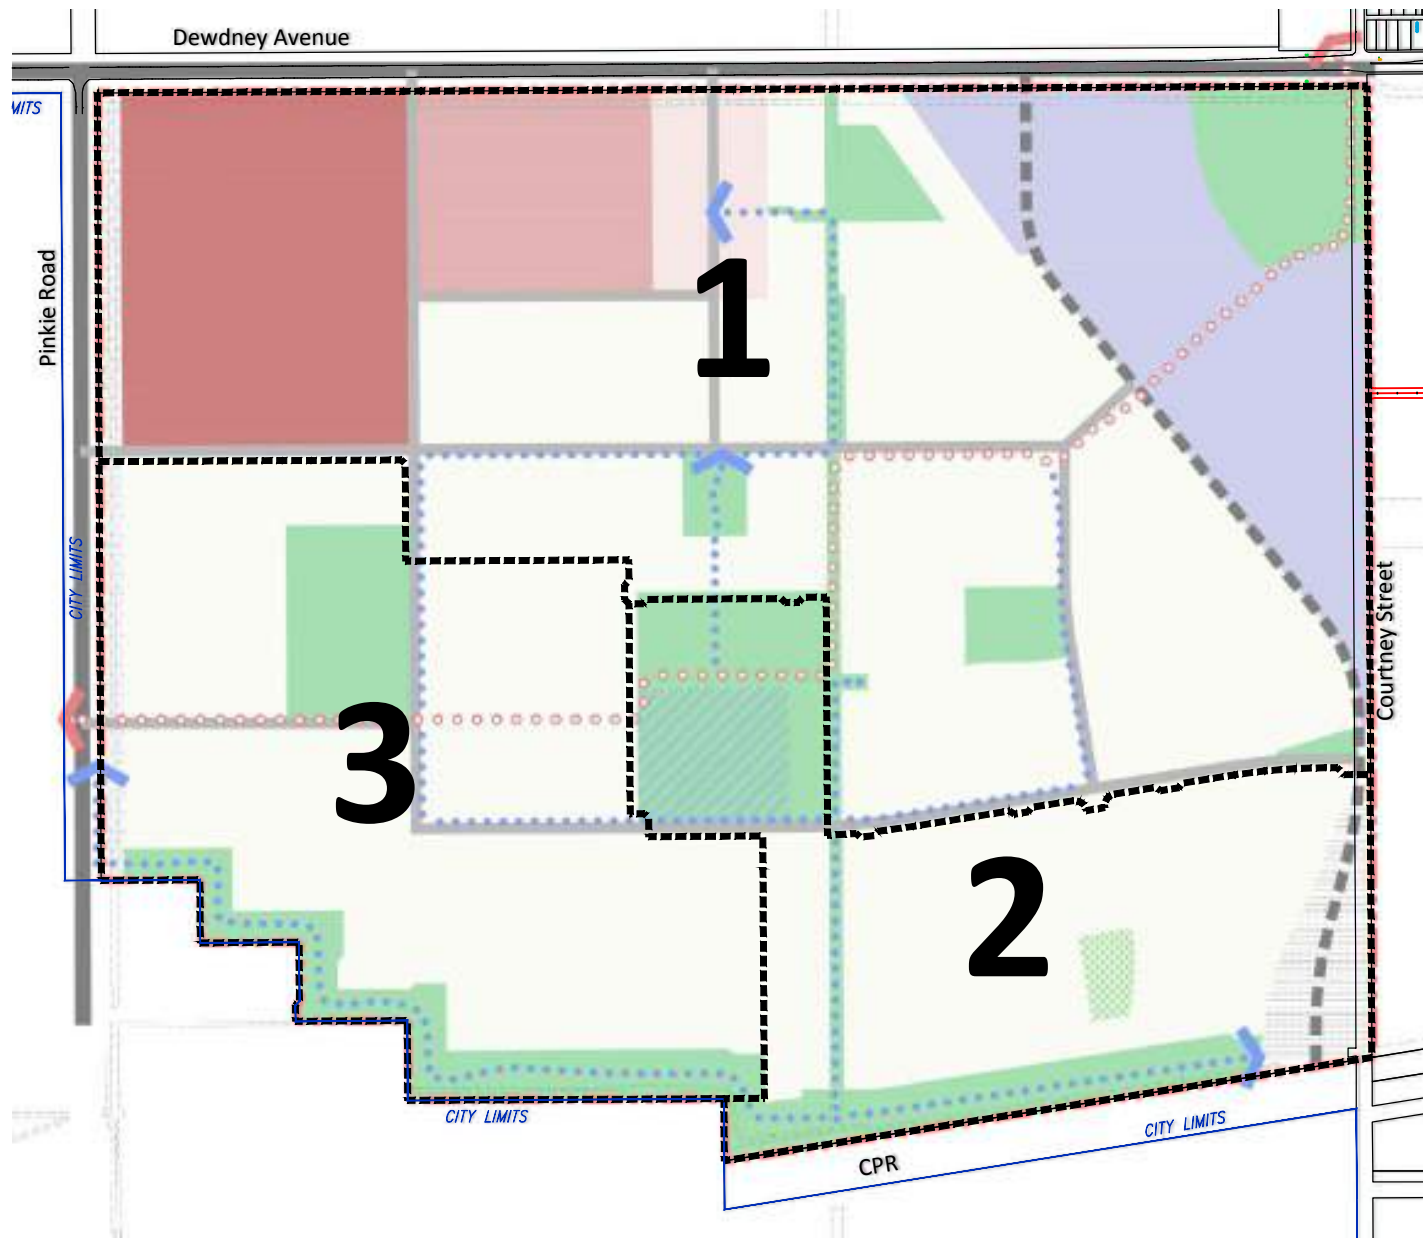 Dewdney Avenue
MITS
Pinkie Road
1
CITY LIMITS
Courtney Street
3
2
CITY LIMITS
CITY LIMITS
CPR